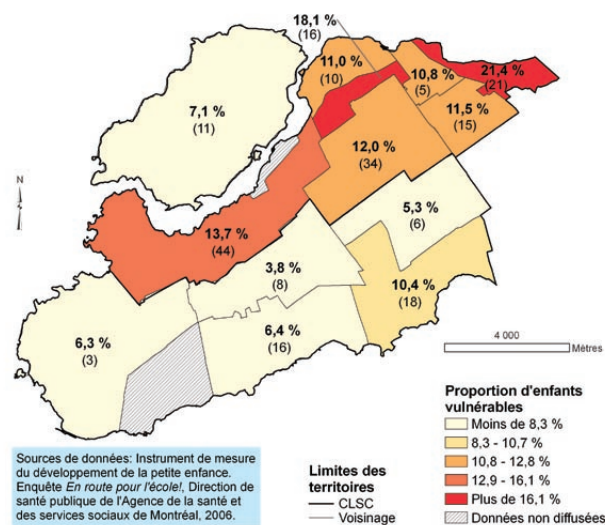 18,1 %
(16)
11,0 %
(10)
10,8 %
(5)
21,4 %
(21)
7,1 %
(11)
11,5 %
(15)
12,0 %
(34)
N
5,3 %
(6)
13,7 %
(44)
3,8 %
(8)
10,4 %
(18)
6,3 %
(3)
6,4 %
(16)
4 000
Mètres
Proportion d'enfants
vulnérables
Moins de 8,3 %
8,3 - 10,7 %
10,8 - 12,8 %
12,9 - 16,1 %
Plus de 16,1 %
Données non diffusées
Limites des
territoires
CLSC
Voisinage
Sources de données: Instrument de mesure
du développement de la petite enfance.
Enquête En route pour l'école!, Direction de
santé publique de l'Agence de la santé et
des services sociaux de Montréal, 2006.